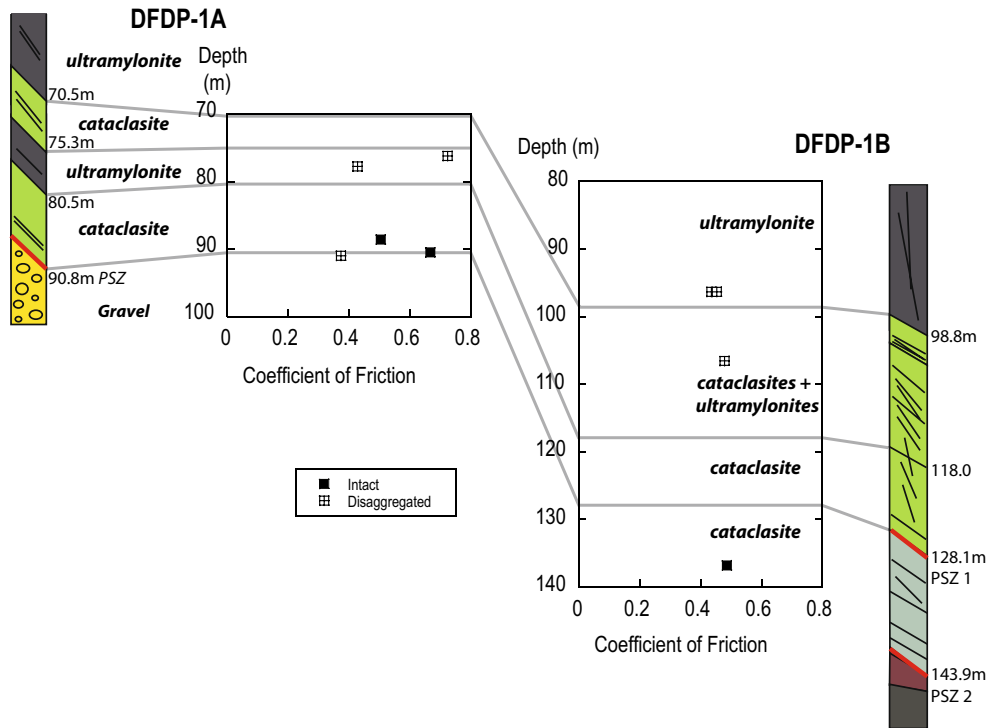 DFDP-1A
ultramylonite
70.5m
cataclasite
75.3m
ultramylonite
80.5m
cataclasite
90.8m PSZ
Gravel
Depth
(m)
70
80
90
100
0 0.2 0.4 0.6 0.8
Coefficient of Friction
Intact
Disaggregated
DFDP-1B
Depth (m)
80
90
100
110
120
130
140
0 0.2 0.4 0.6 0.8
Coefficient of Friction
ultramylonite
cataclasites +
ultramylonites
cataclasite
cataclasite
98.8m
118.0
128.1m
PSZ 1
143.9m
PSZ 2